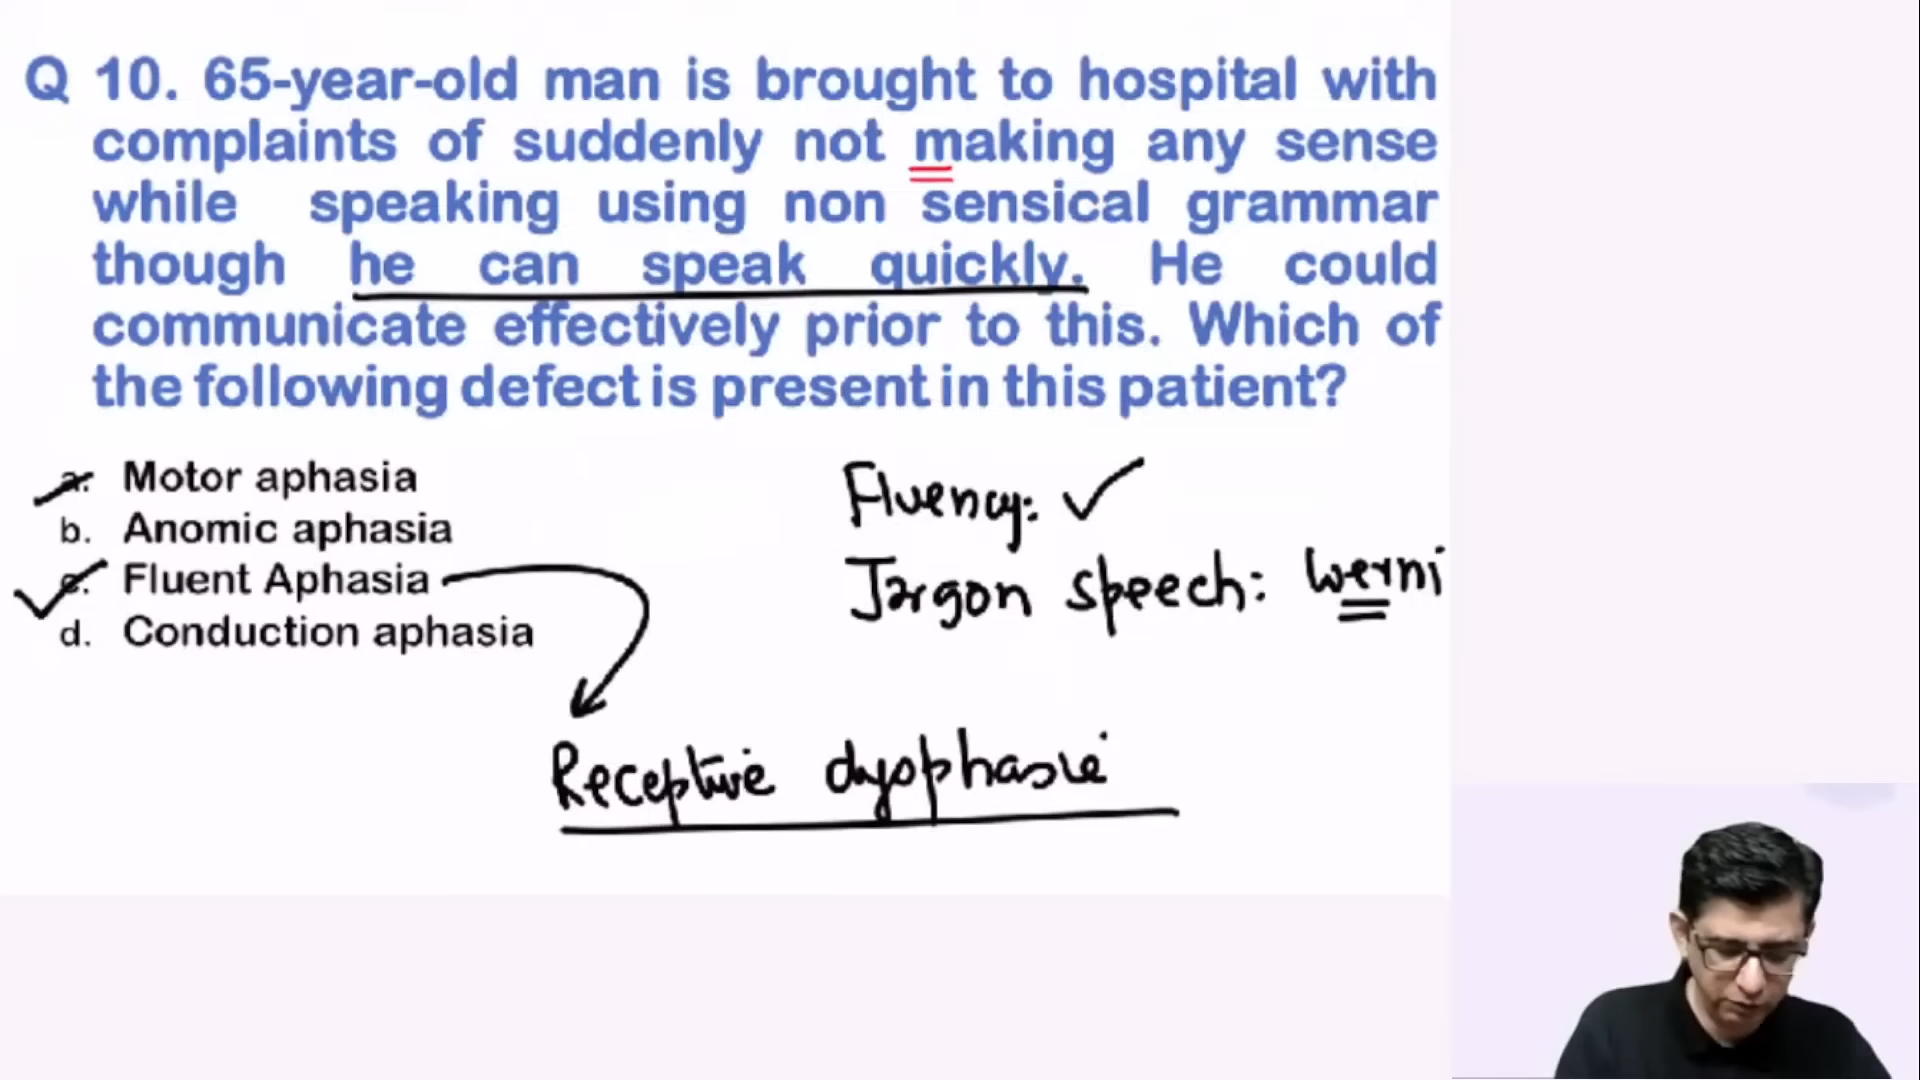 Q 10. 65-year-old man is brought to hospital with
complaints of suddenly not making any sense
while speaking using non sensical grammar
though he can speak quickly. He could
communicate effectively prior to this. Which of
the following defect is present in this patient?
a. Motor aphasia
b. Anomic aphasia
c. Fluent Aphasia
d. Conduction aphasia
Fluency: ✓
Jargon speech: werni
Receptive dysphasia